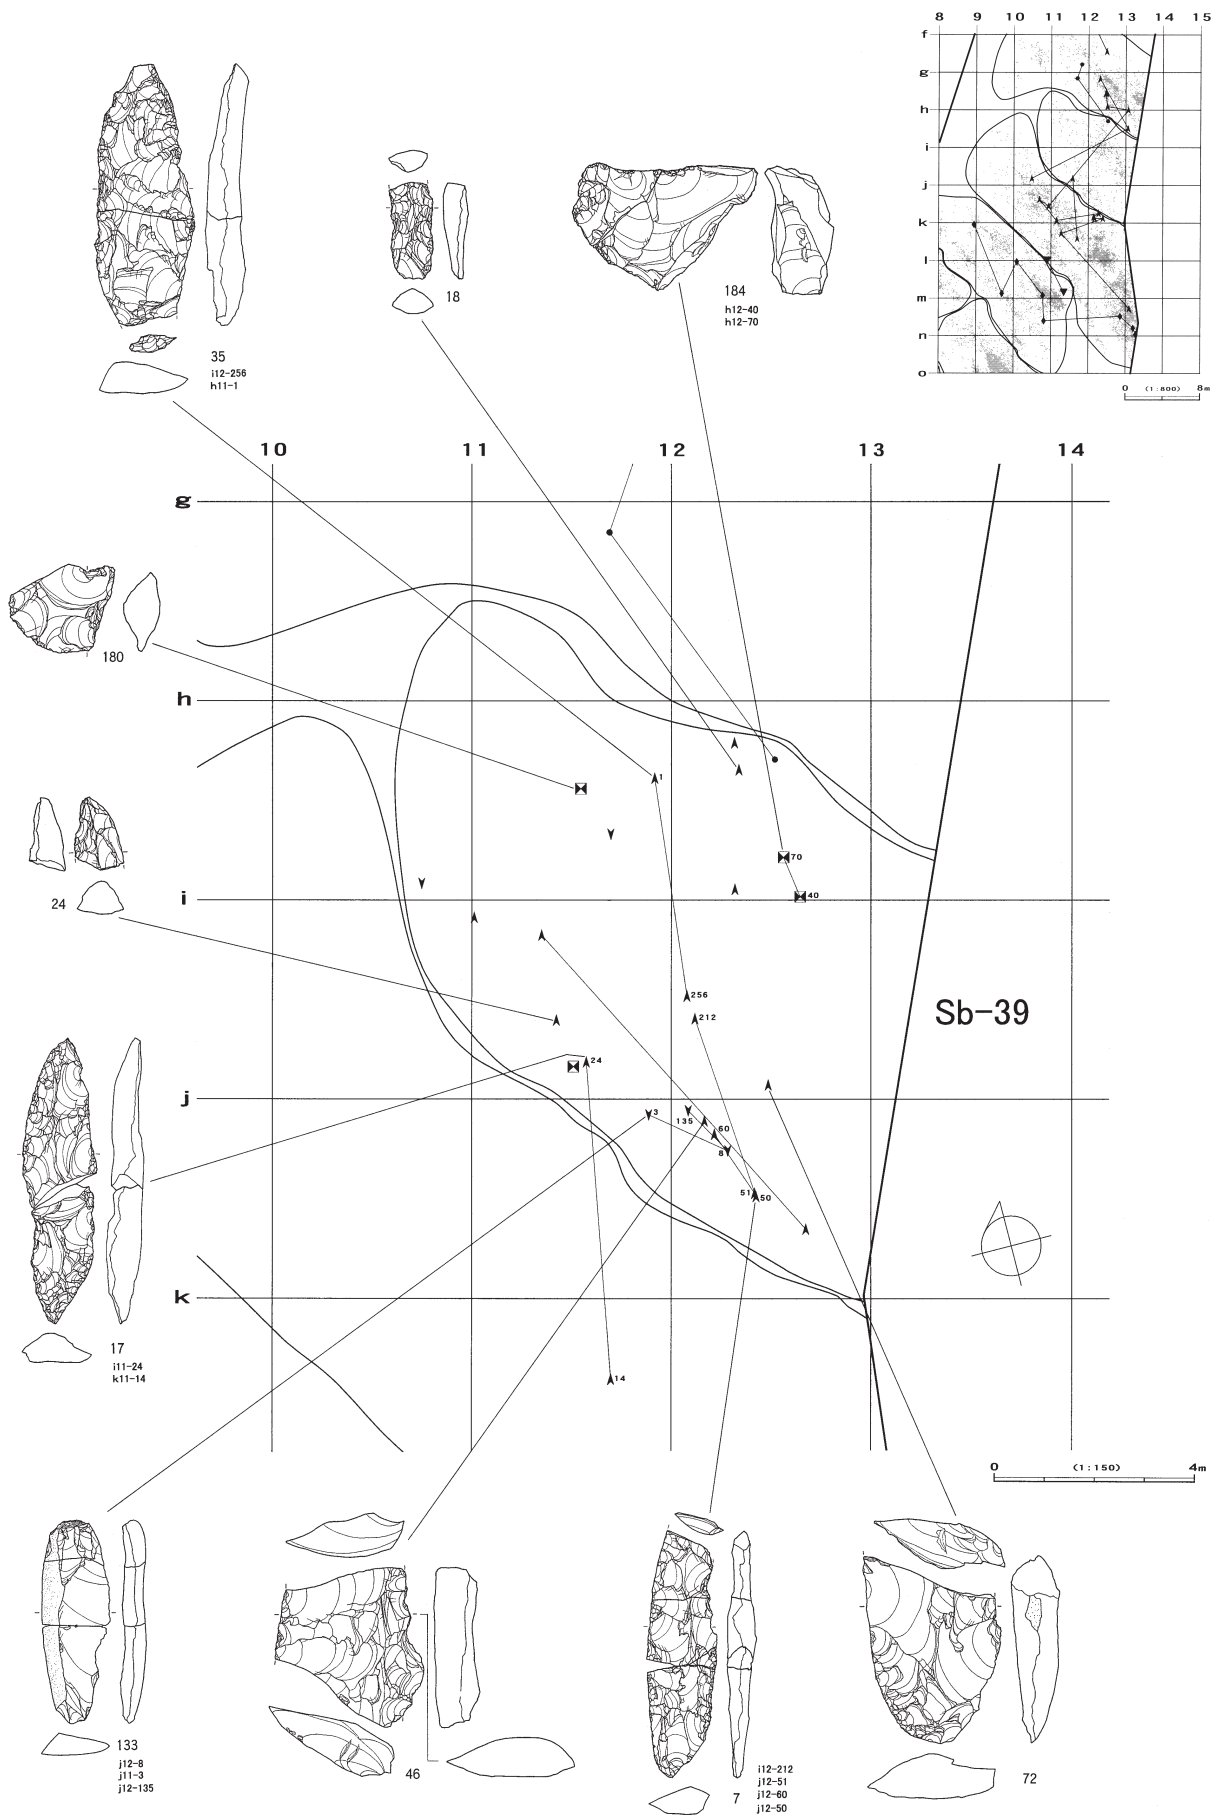 8 9 10 11 12 13 14 15
f
g
h
i
j
k
l
m
n
o
0 (1:800) 8m
35
i12-256
h11-1
18
184
h12-40
h12-70
10 11 12 13 14
g
180
h
1
70
40
24
i
256
212
Sb-39
24
j
3
135
60
8
51
50
k
17
i11-24
k11-14
14
0 (1:150) 4m
133
j12-8
j11-3
j12-135
46
7
i12-212
j12-51
j12-60
j12-50
72